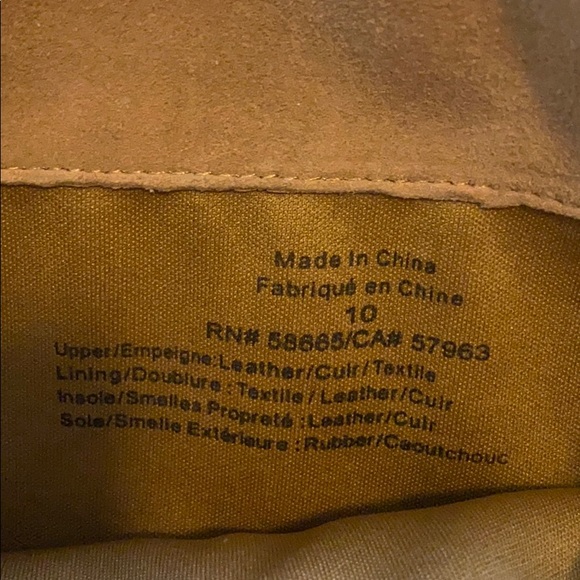 Made In China
Fabriqué en Chine
10
RN# 58665/CA# 57963
Upper/Empeigne:Leather/Cuir/Textile
Lining/Doublure : Textile/ Leather/Cuir
Insole/Smelles Propreté :Leather/Cuir
Sole/Smelle Extérieure : Rubber/Caoutchouc